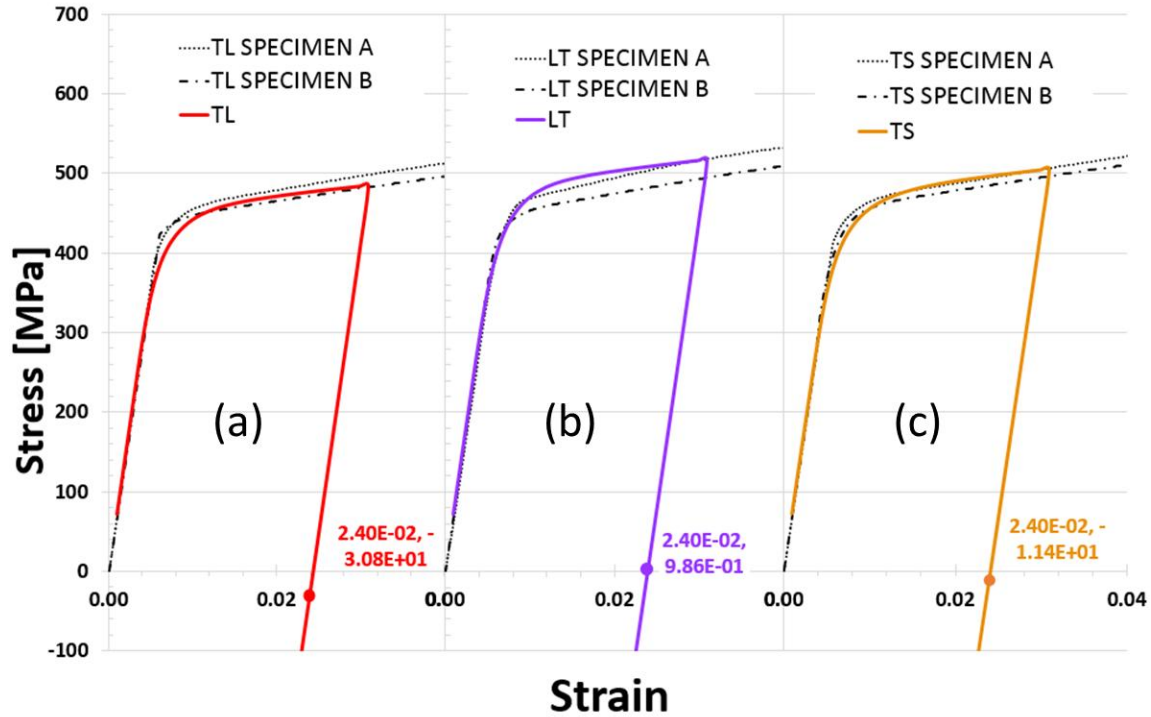 700
600
500
400
300
200
100
0
-100
Stress [MPa]
TL SPECIMEN A
TL SPECIMEN B
TL
LT SPECIMEN A
LT SPECIMEN B
LT
TS SPECIMEN A
TS SPECIMEN B
TS
(a)
(b)
(c)
2.40E-02, -
3.08E+01
2.40E-02,
9.86E-01
2.40E-02, -
1.14E+01
0.00
0.02
0.00
0.02
0.00
0.02
0.04
Strain